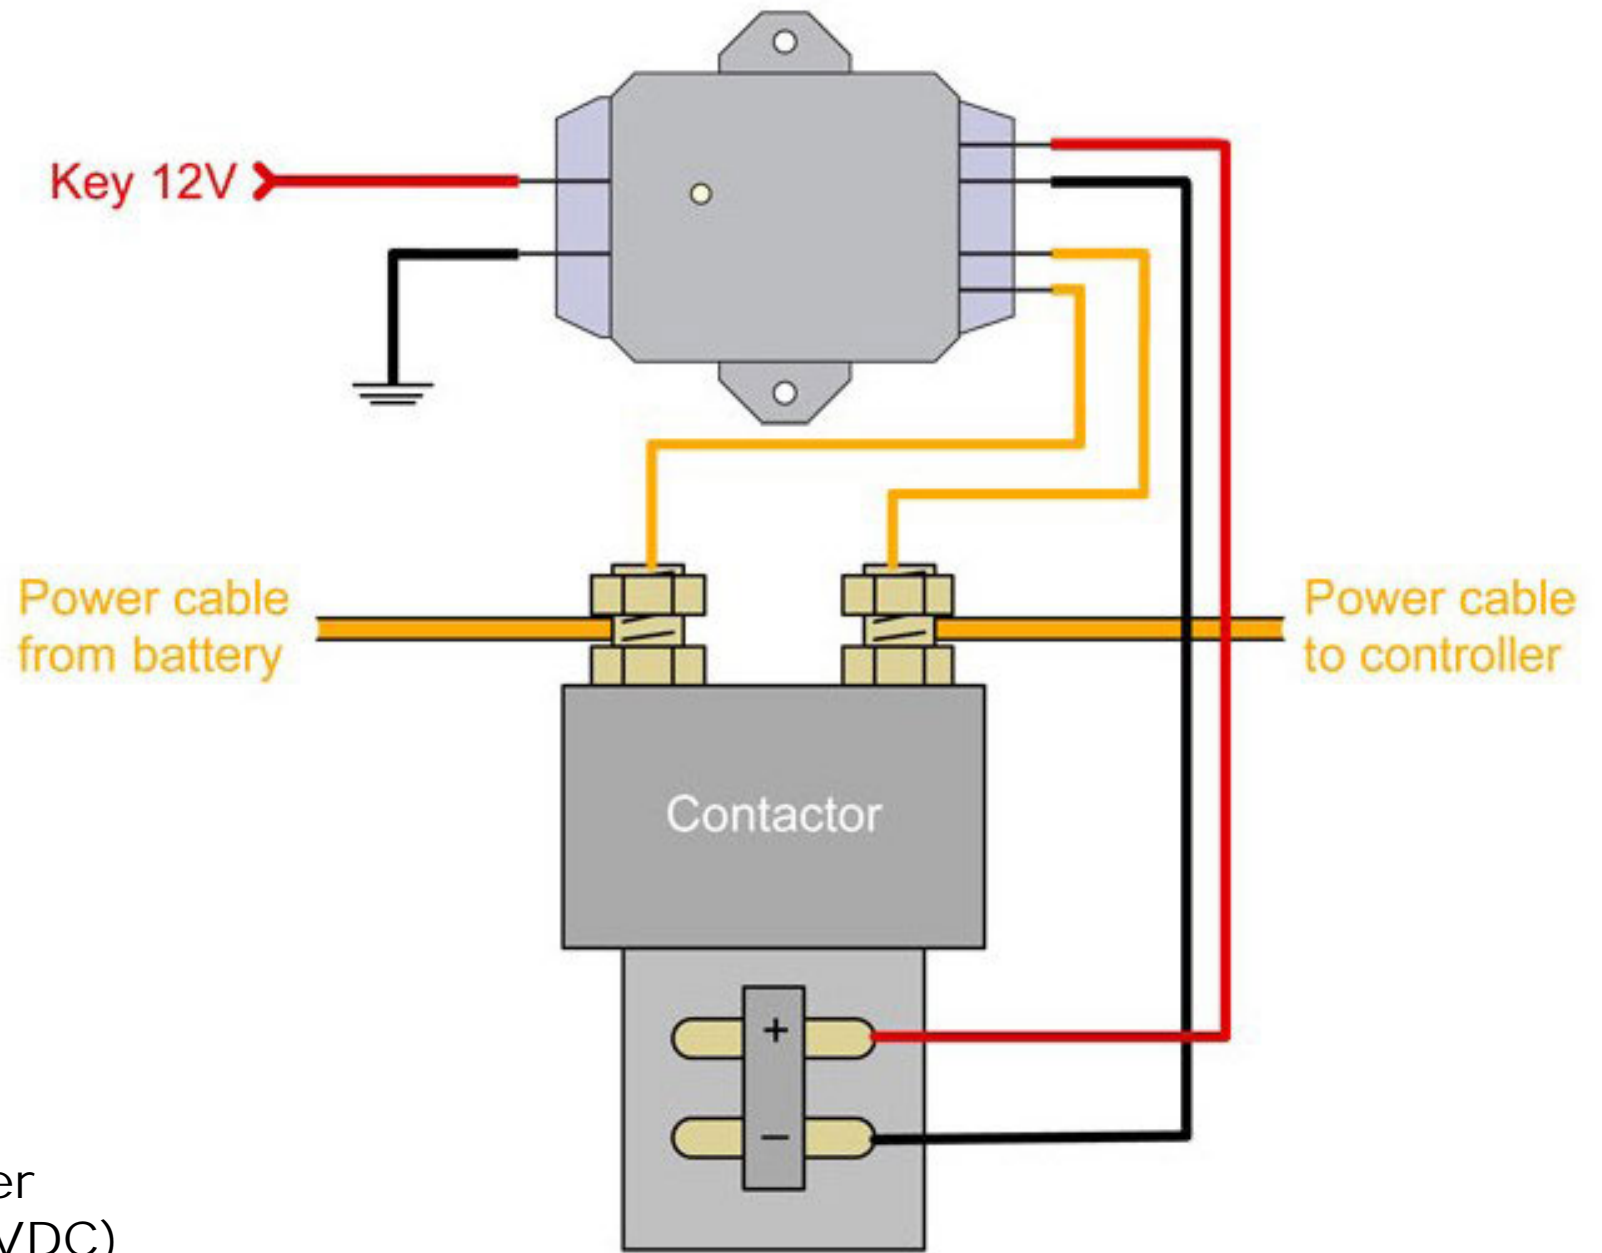 Key 12V
Power cable
from battery
Power cable
to controller
Contactor
+
–
er
VDC)